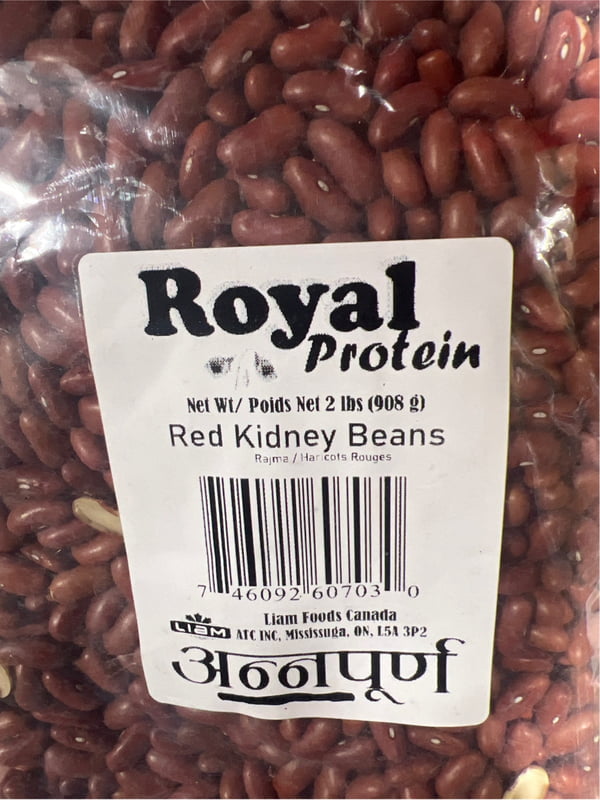 Royal
Protein
Net Wt/ Poids Net 2 lbs (908 g)
Red Kidney Beans
Rajma / Haricots Rouges
7 46092 60703 0
Liam Foods Canada
LIAM ATC INC, Mississuga, ON, L5A 3P2
अन्नपूर्ण